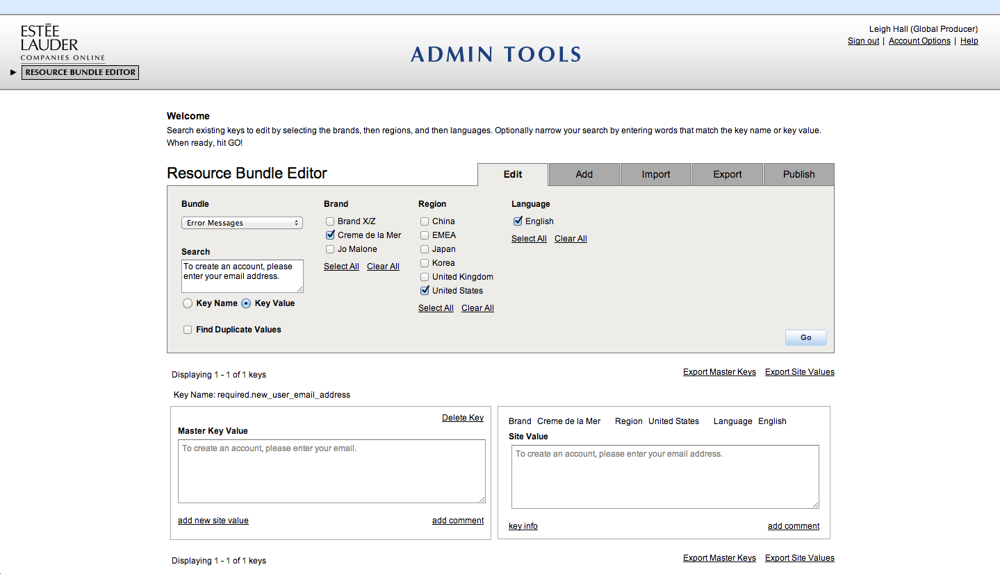 ESTĒE
LAUDER
COMPANIES ONLINE
RESOURCE BUNDLE EDITOR
ADMIN TOOLS
Leigh Hall (Global Producer)
Sign out | Account Options | Help
Welcome
Search existing keys to edit by selecting the brands, then regions, and then languages. Optionally narrow your search by entering words that match the key name or key value.
When ready, hit GO!
Resource Bundle Editor
Edit
Add
Import
Export
Publish
Bundle
Error Messages
Search
To create an account, please
enter your email address.
Key Name Key Value
Find Duplicate Values
Brand
Brand X/Z
Creme de la Mer
Jo Malone
Select All Clear All
Region
China
EMEA
Japan
Korea
United Kingdom
United States
Select All Clear All
Language
English
Select All Clear All
Go
Displaying 1 - 1 of 1 keys
Export Master Keys Export Site Values
Key Name: required.new_user_email_address
Delete Key
Master Key Value
To create an account, please enter your email.
add new site value add comment
Brand Creme de la Mer Region United States Language English
Site Value
To create an account, please enter your email address.
key info add comment
Displaying 1 - 1 of 1 keys
Export Master Keys Export Site Values